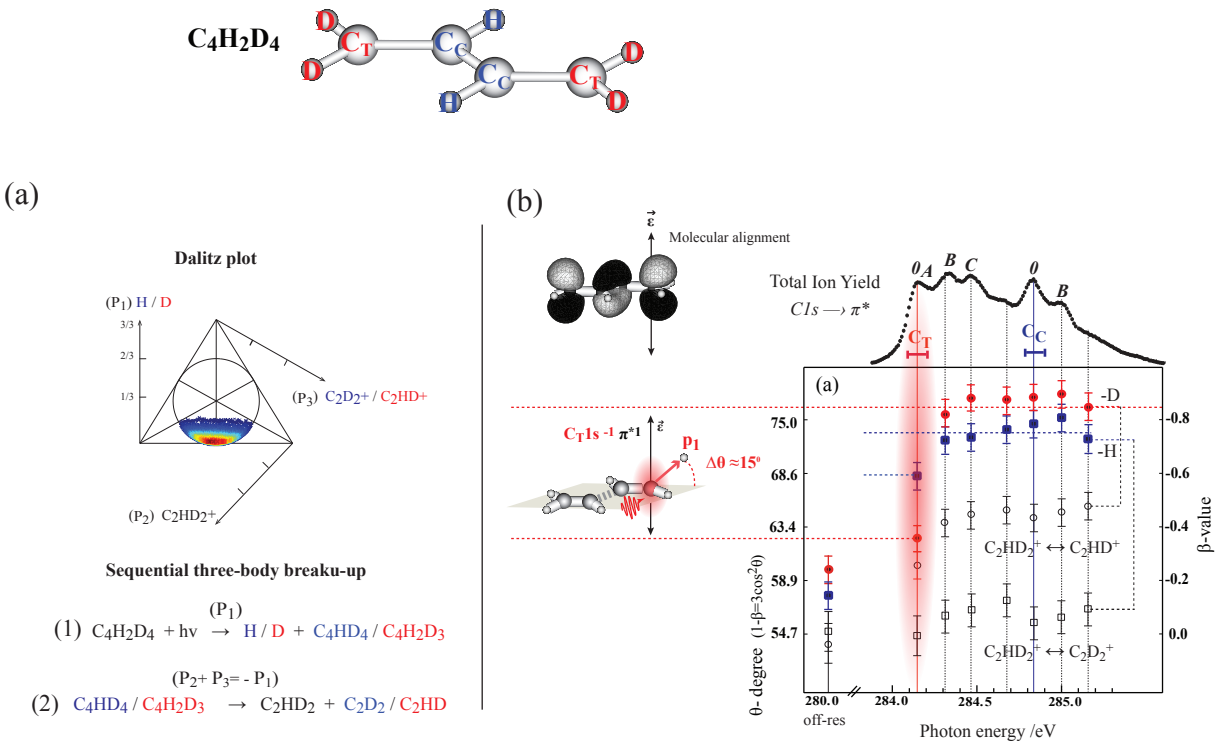 C4H2D4
D
D
CT
CC
H
H
CC
CT
D
D
(a)
Dalitz plot
(P1) H / D
3/3
2/3
1/3
(P3) C2D2+ / C2HD+
(P2) C2HD2+
Sequential three-body breaku-up
(P1)
(1) C4H2D4 + hν → H / D + C4HD4 / C4H2D3
(P2+ P3= - P1)
(2) C4HD4 / C4H2D3 → C2HD2 + C2D2 / C2HD
(b)
ε⃗
Molecular alignment
Total Ion Yield
C1s —› π*
0 A B C 0 B
CT
CC
(a)
-D
-H
CT1s -1 π*1
ε⃗
p1
Δθ ≈15⁰
C2HD2+ ↔ C2HD+
C2HD2+ ↔ C2D2+
θ- degree (1-β=3cos²θ)
75.0
68.6
63.4
58.9
54.7
-0.8
-0.6
-0.4
-0.2
0.0
β-value
280.0
284.0
284.5
285.0
off-res
Photon energy /eV